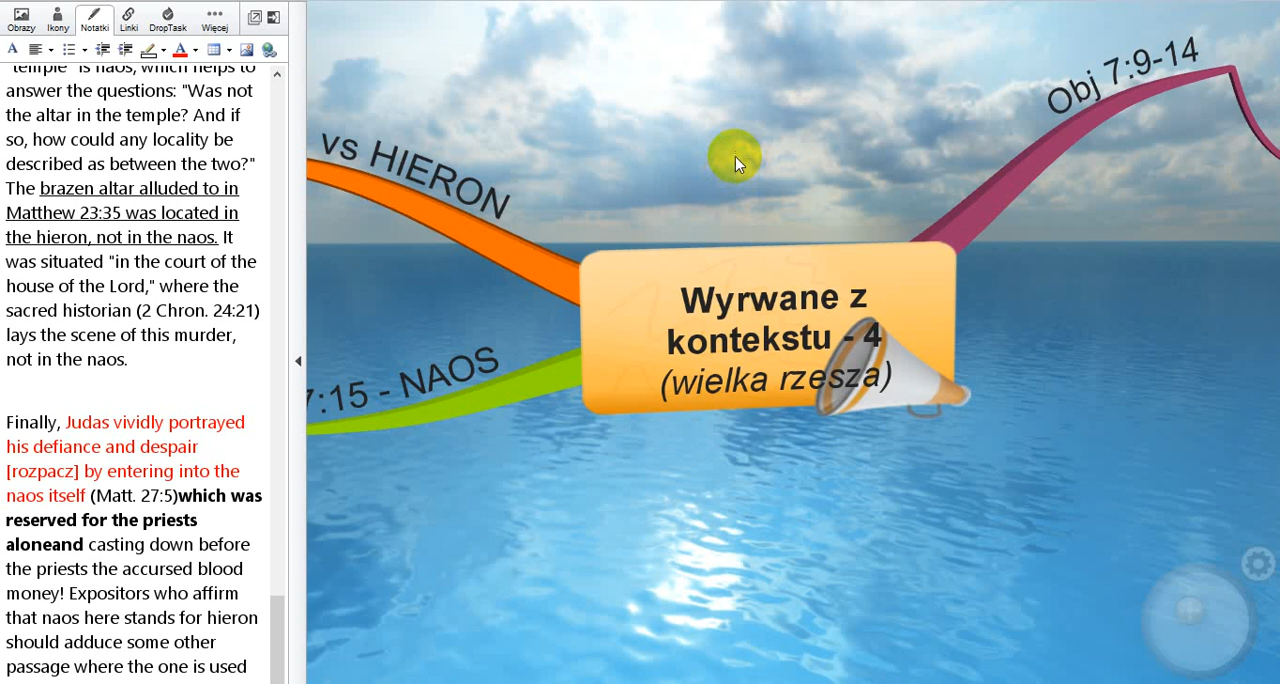 Obrazy Ikony Notatki Linki DropTask Więcej
"temple" is naos, which helps to
answer the questions: "Was not
the altar in the temple? And if
so, how could any locality be
described as between the two?"
The brazen altar alluded to in
Matthew 23:35 was located in
the hieron, not in the naos. It
was situated "in the court of the
house of the Lord," where the
sacred historian (2 Chron. 24:21)
lays the scene of this murder,
not in the naos.
Finally, Judas vividly portrayed
his defiance and despair
[rozpacz] by entering into the
naos itself (Matt. 27:5)which was
reserved for the priests
aloneand casting down before
the priests the accursed blood
money! Expositors who affirm
that naos here stands for hieron
should adduce some other
passage where the one is used
vs HIERON
7:15 - NAOS
Wyrwane z
kontekstu - 4
(wielka rzesza)
Obj 7:9-14